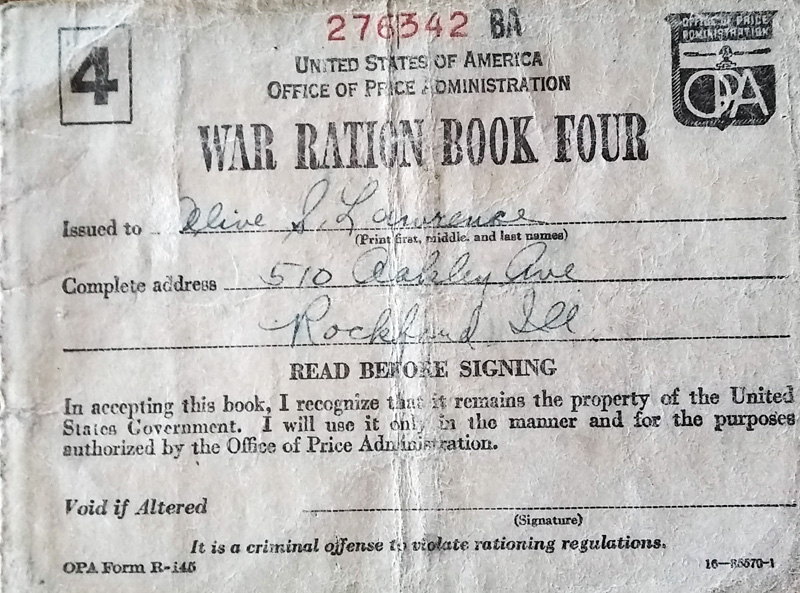 276342 BA
4
OFFICE OF PRICE
ADMINISTRATION
OPA
UNITED STATES OF AMERICA
OFFICE OF PRICE ADMINISTRATION
WAR RATION BOOK FOUR
Issued to Olive S. Lawrence
(Print first, middle, and last names)
Complete address 510 Ave
Rockford Ill
READ BEFORE SIGNING
In accepting this book, I recognize that it remains the property of the United
States Government. I will use it only in the manner and for the purposes
authorized by the Office of Price Administration.
Void if Altered
(Signature)
It is a criminal offense to violate rationing regulations.
OPA Form R-145
16—35570-1